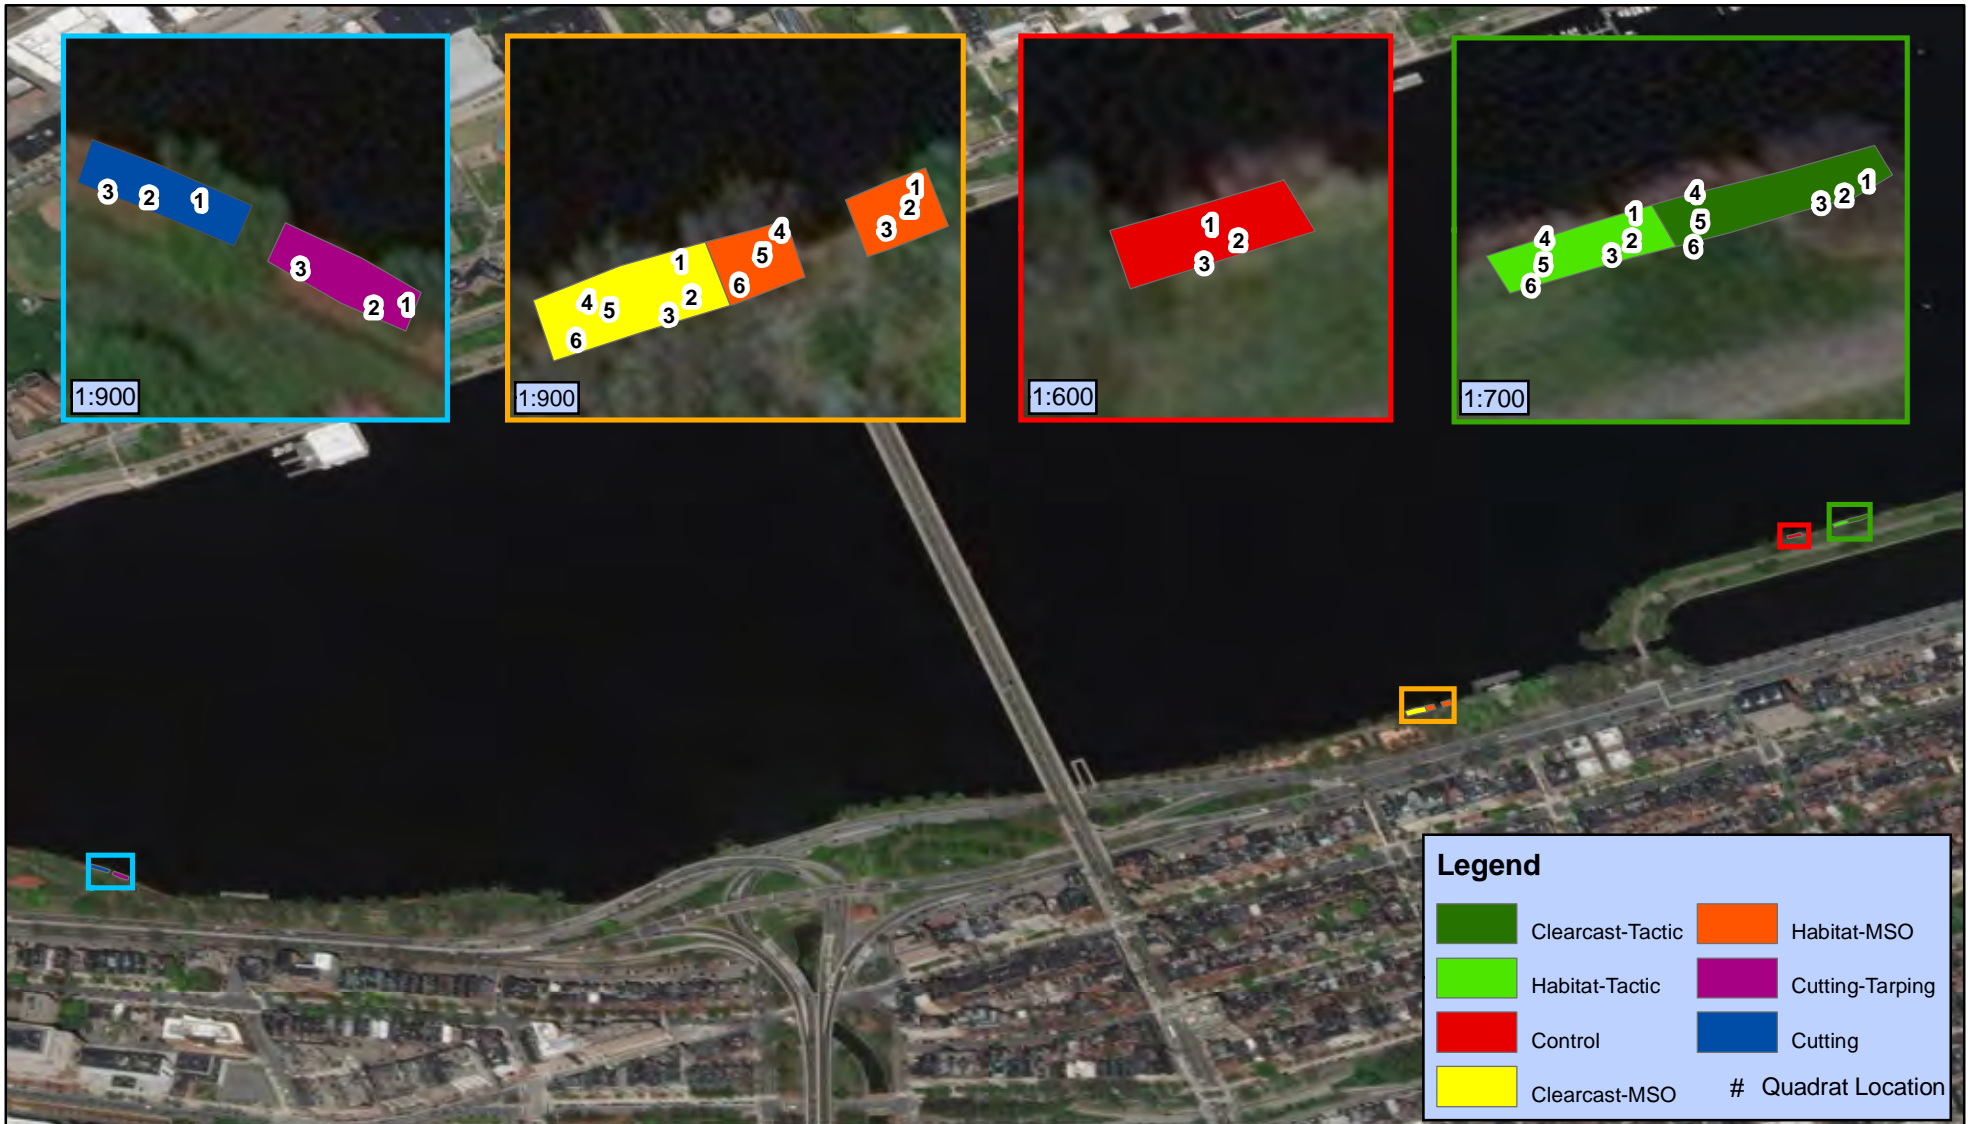 3 2 1
3
2 1
1:900
1
4 2
5 3
1 6
4 5 2
3
6
1:900
1
2
3
1:600
1
4 2
3
1 5
4 2 6
5 3
6
1:700
Legend
Clearcast-Tactic Habitat-MSO
Habitat-Tactic Cutting-Tarping
Control Cutting
Clearcast-MSO # Quadrat Location